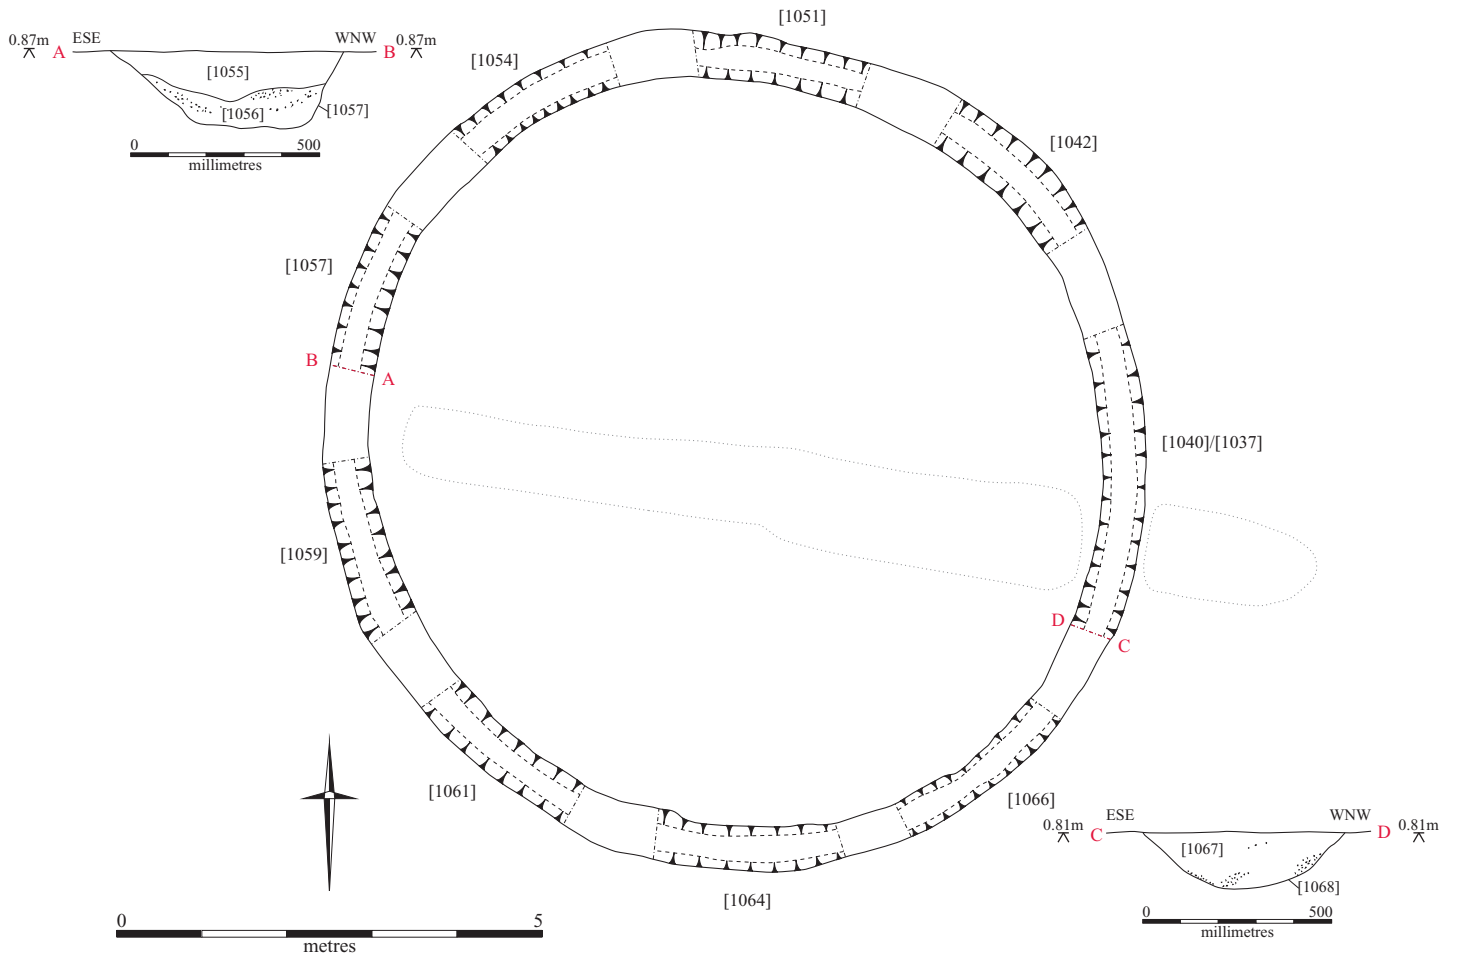 0.87m A ESE WNW B 0.87m
[1055]
[1056]
[1057]
0 500
millimetres
[1051]
[1054]
[1042]
[1057]
B
A
[1040]/[1037]
[1059]
D
C
[1061]
[1066]
[1064]
0.81m C ESE WNW D 0.81m
[1067]
[1068]
0 500
millimetres
0 5
metres